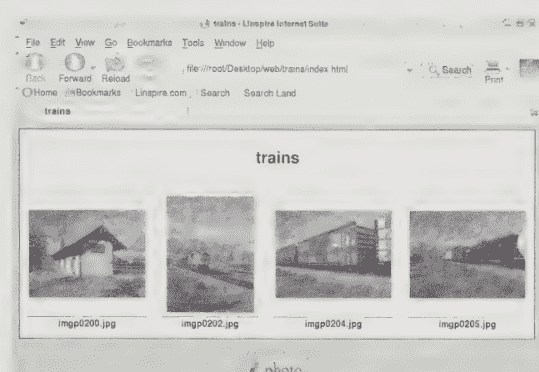 trains - Linspire Internet Suite
File Edit View Go Bookmarks Tools Window Help
Back Forward Reload
file:///root/Desktop/web/trains/index html
Search
Print
Home Bookmarks Linspire.com Search Search Land
trains
trains
imgp0200.jpg imgp0202.jpg imgp0204.jpg imgp0205.jpg
photo